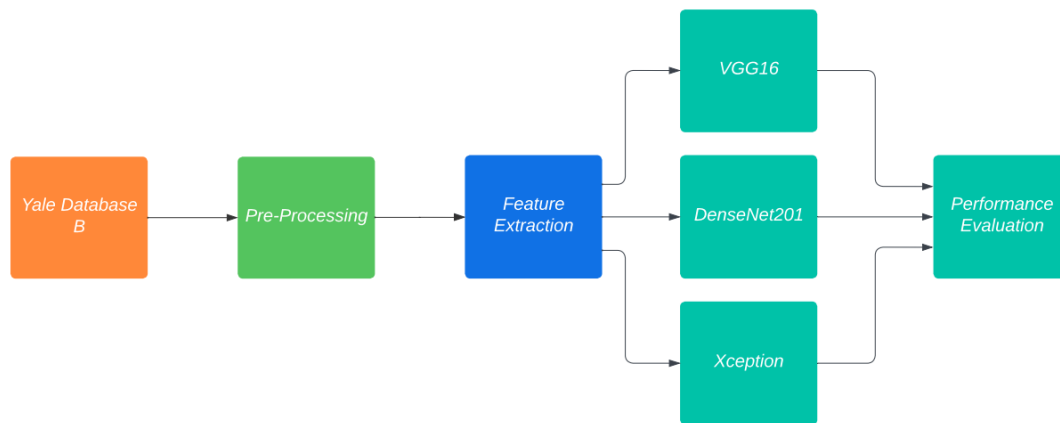 Yale Database
B
Pre-Processing
Feature
Extraction
VGG16
DenseNet201
Xception
Performance
Evaluation